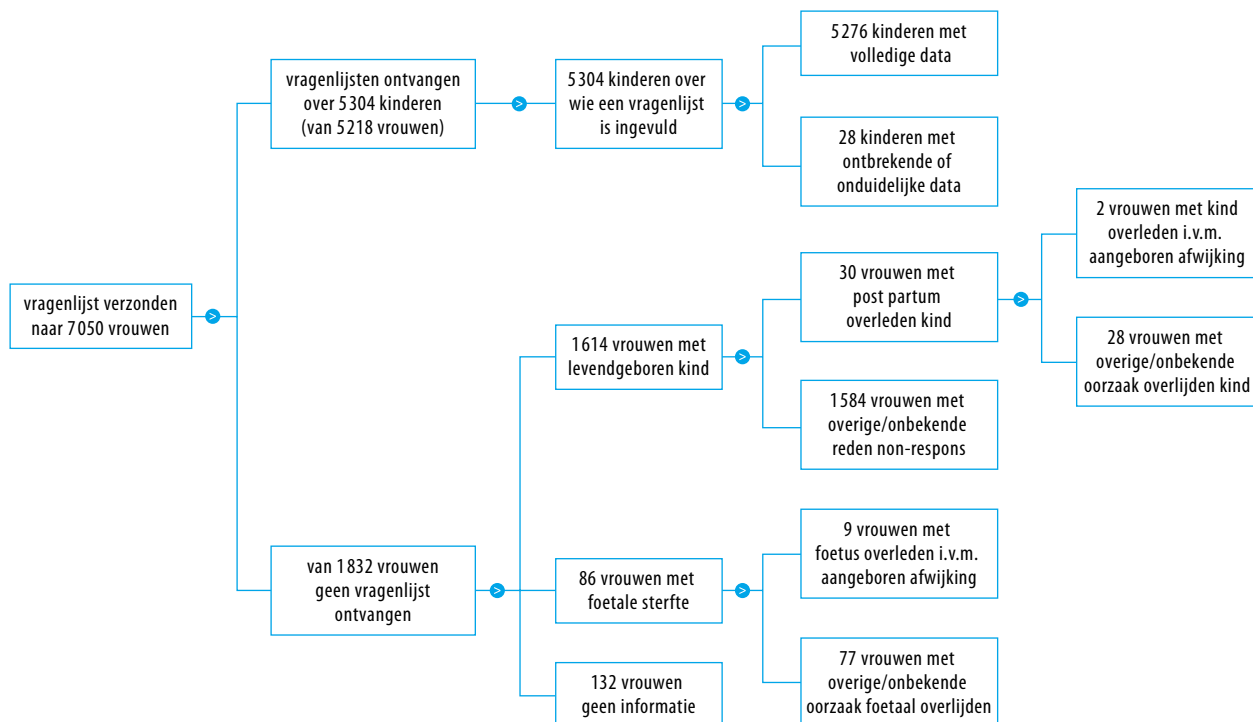 vragenlijst verzonden
naar 7050 vrouwen
vragenlijsten ontvangen
over 5304 kinderen
(van 5218 vrouwen)
5304 kinderen over
wie een vragenlijst
is ingevuld
5276 kinderen met
volledige data
28 kinderen met
ontbrekende of
onduidelijke data
van 1832 vrouwen
geen vragenlijst
ontvangen
1614 vrouwen met
levendgeboren kind
30 vrouwen met
post partum
overleden kind
2 vrouwen met kind
overleden i.v.m.
aangeboren afwijking
28 vrouwen met
overige/onbekende
oorzaak overlijden kind
1584 vrouwen met
overige/onbekende
reden non-respons
86 vrouwen met
foetale sterfte
9 vrouwen met
foetus overleden i.v.m.
aangeboren afwijking
77 vrouwen met
overige/onbekende
oorzaak foetaal overlijden
132 vrouwen
geen informatie